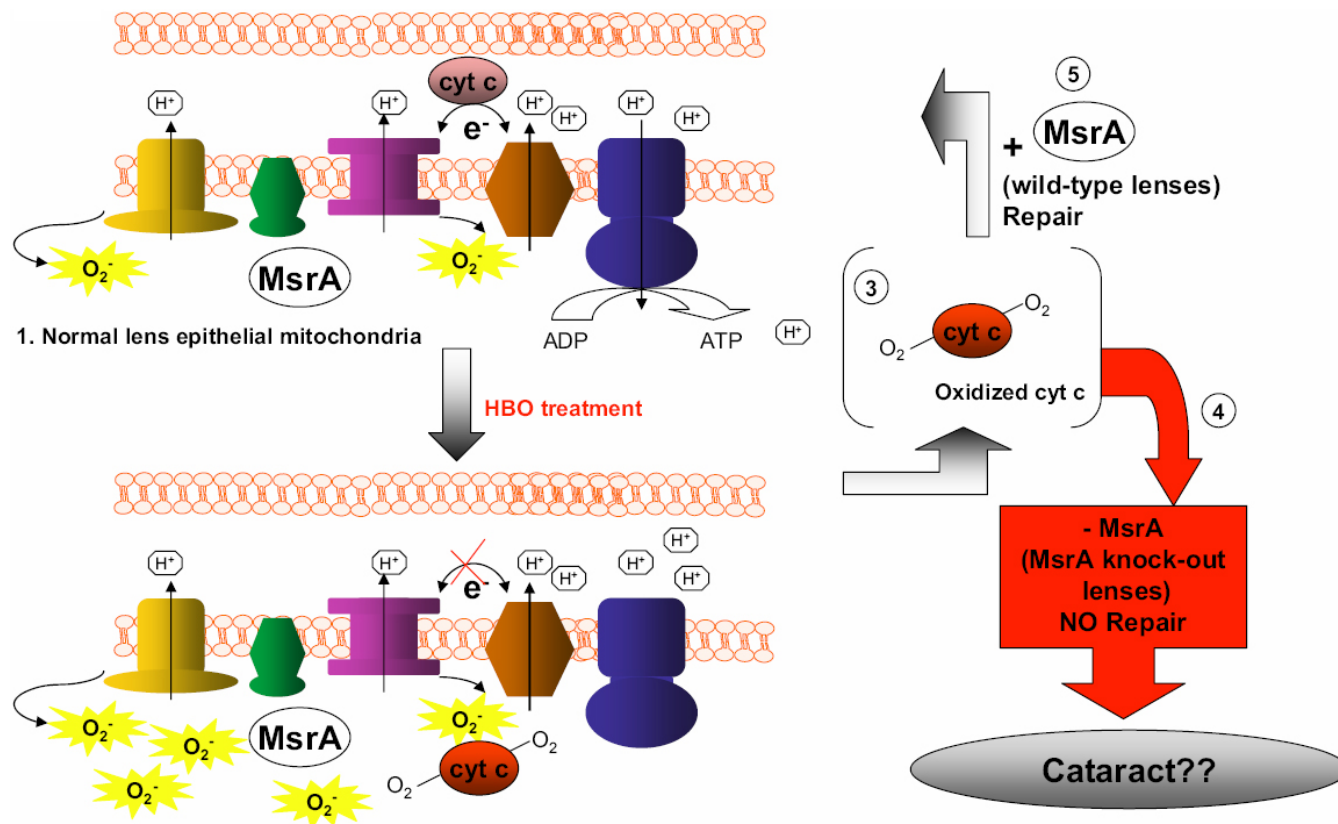 cyt c
H⁺
H⁺
H⁺
H⁺
H⁺
H⁺
e⁻
O₂⁻
MsrA
O₂⁻
1. Normal lens epithelial mitochondria
ADP
ATP
H⁺
HBO treatment
H⁺
H⁺
H⁺
H⁺
H⁺
H⁺
H⁺
e⁻
O₂⁻
O₂⁻
MsrA
O₂⁻
O₂
O₂⁻
O₂⁻
O₂
cyt c
5
+
MsrA
(wild-type lenses)
Repair
3
O₂
cyt c
O₂
Oxidized cyt c
4
- MsrA
(MsrA knock-out
lenses)
NO Repair
Cataract??